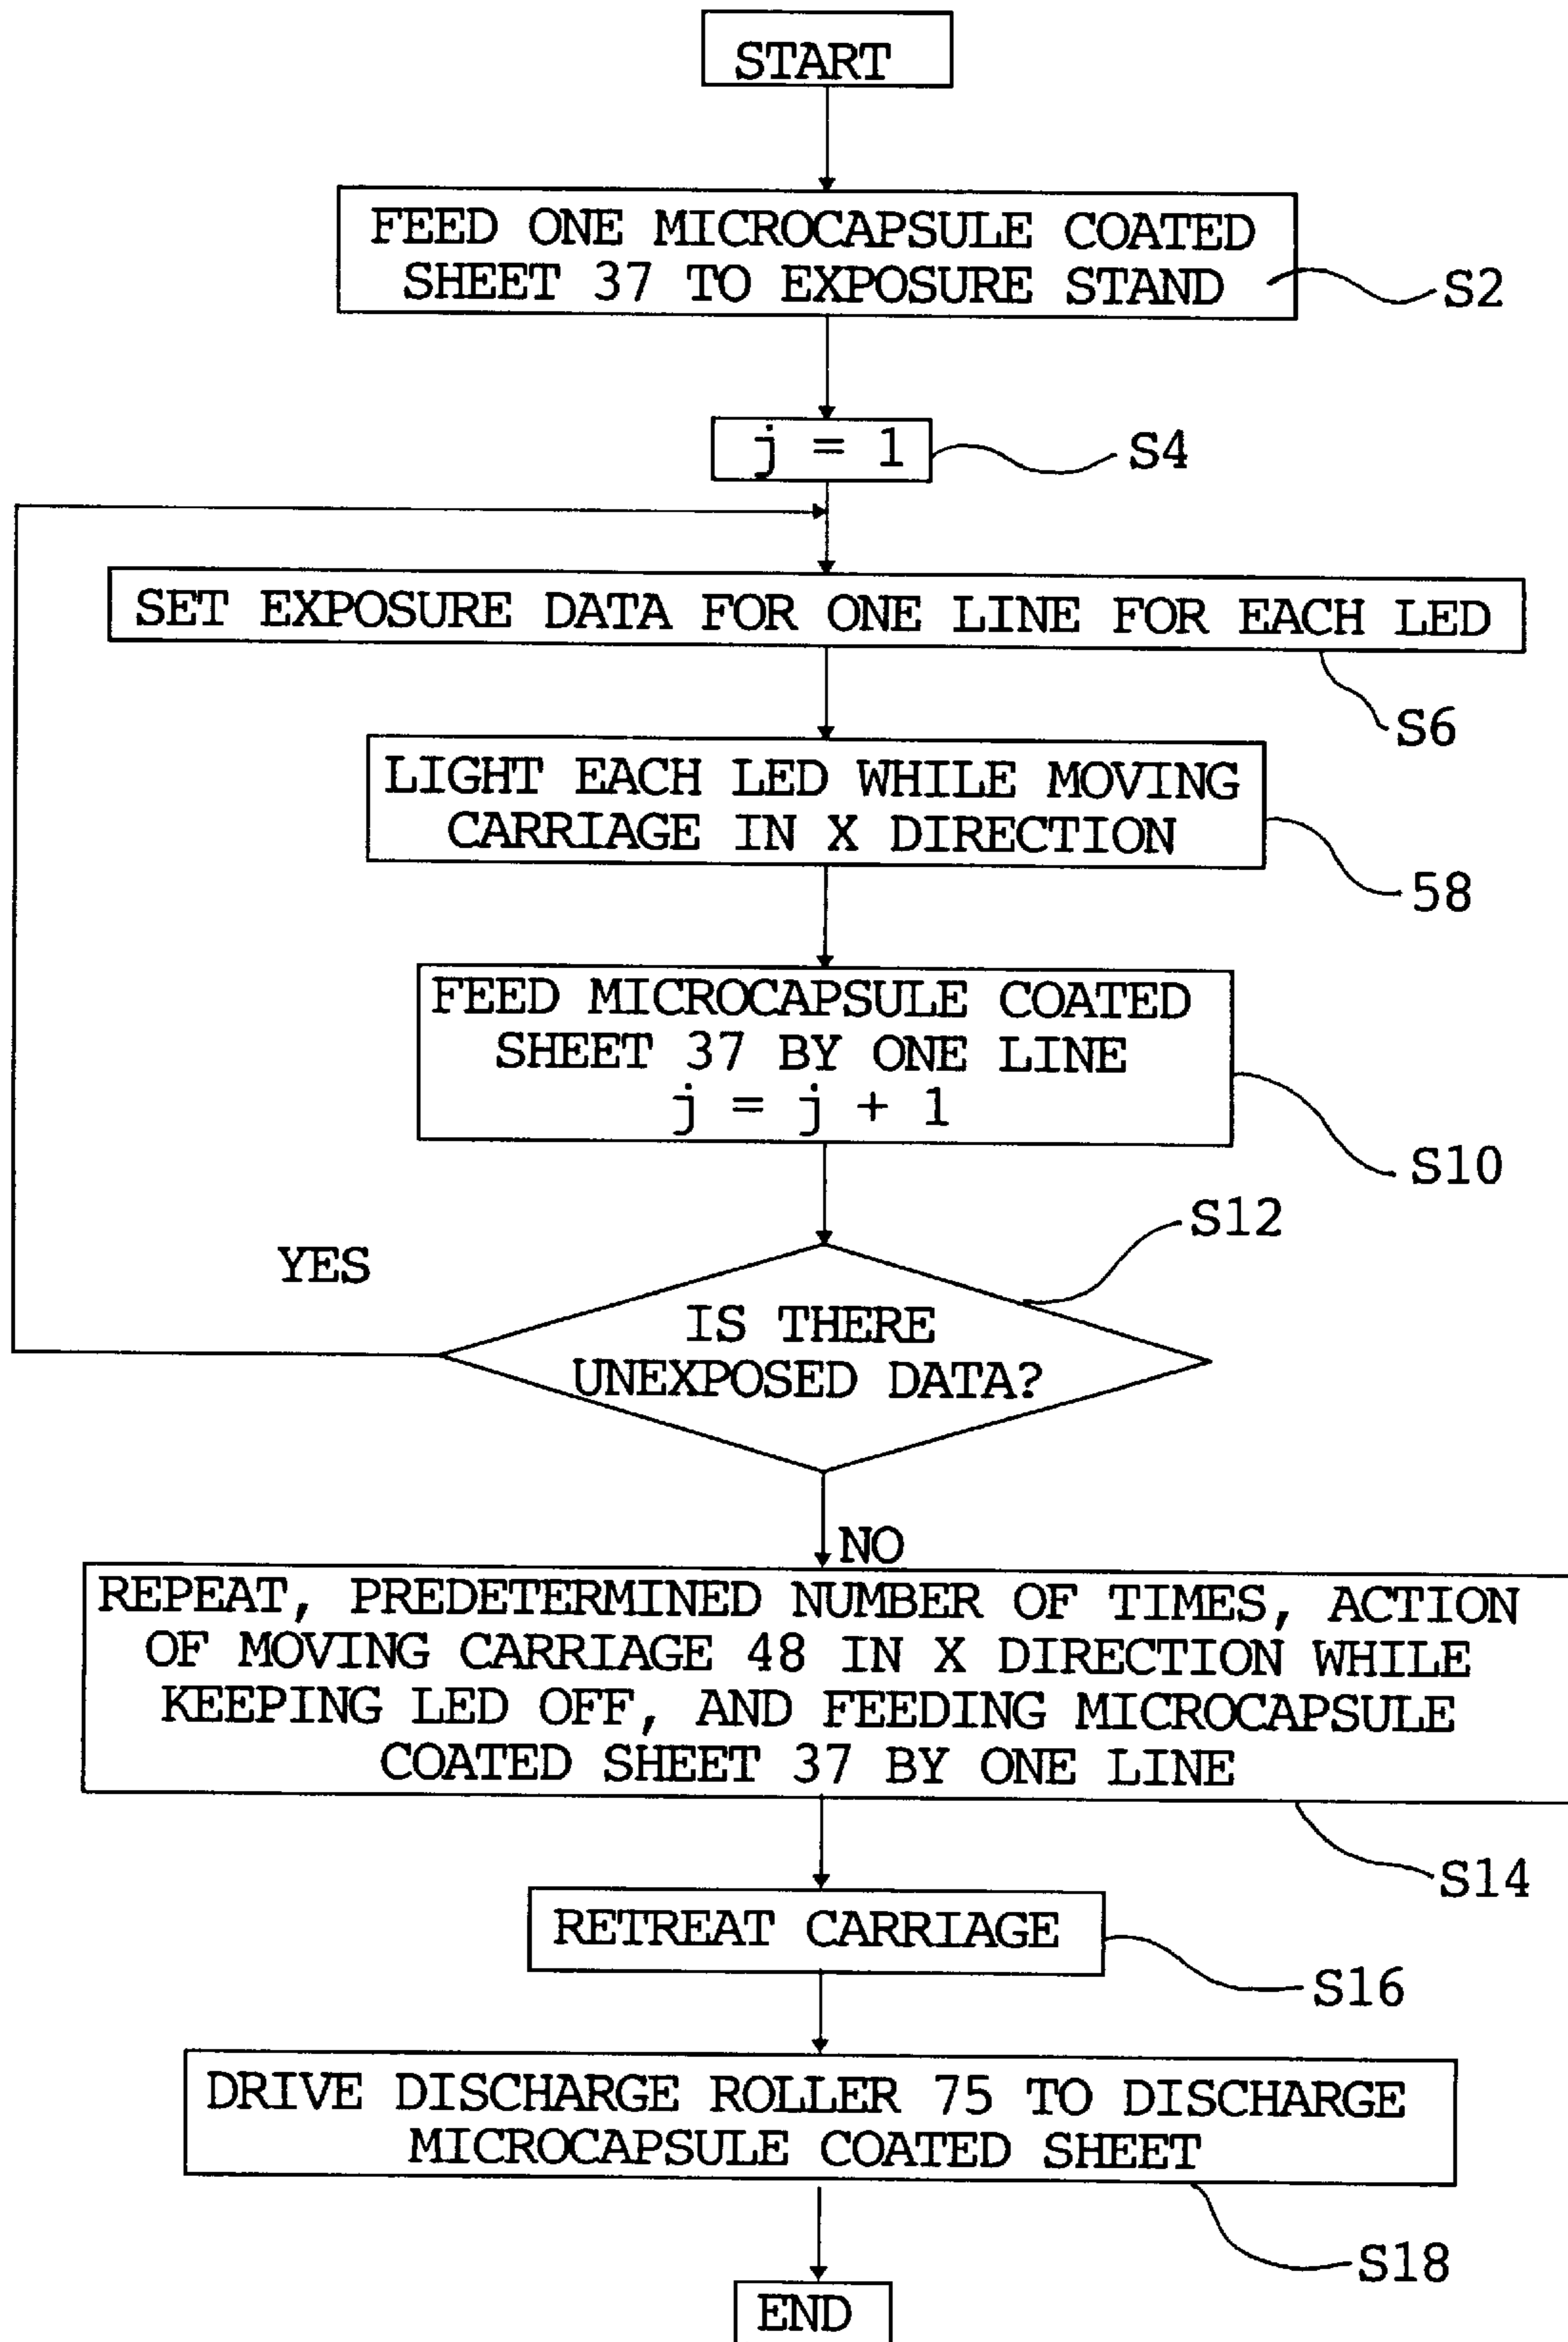 START
FEED ONE MICROCAPSULE COATED
SHEET 37 TO EXPOSURE STAND
S2
j = 1
S4
SET EXPOSURE DATA FOR ONE LINE FOR EACH LED
S6
LIGHT EACH LED WHILE MOVING
CARRIAGE IN X DIRECTION
58
FEED MICROCAPSULE COATED
SHEET 37 BY ONE LINE
j = j + 1
S10
S12
YES
IS THERE
UNEXPOSED DATA?
NO
REPEAT, PREDETERMINED NUMBER OF TIMES, ACTION
OF MOVING CARRIAGE 48 IN X DIRECTION WHILE
KEEPING LED OFF, AND FEEDING MICROCAPSULE
COATED SHEET 37 BY ONE LINE
S14
RETREAT CARRIAGE
S16
DRIVE DISCHARGE ROLLER 75 TO DISCHARGE
MICROCAPSULE COATED SHEET
S18
END